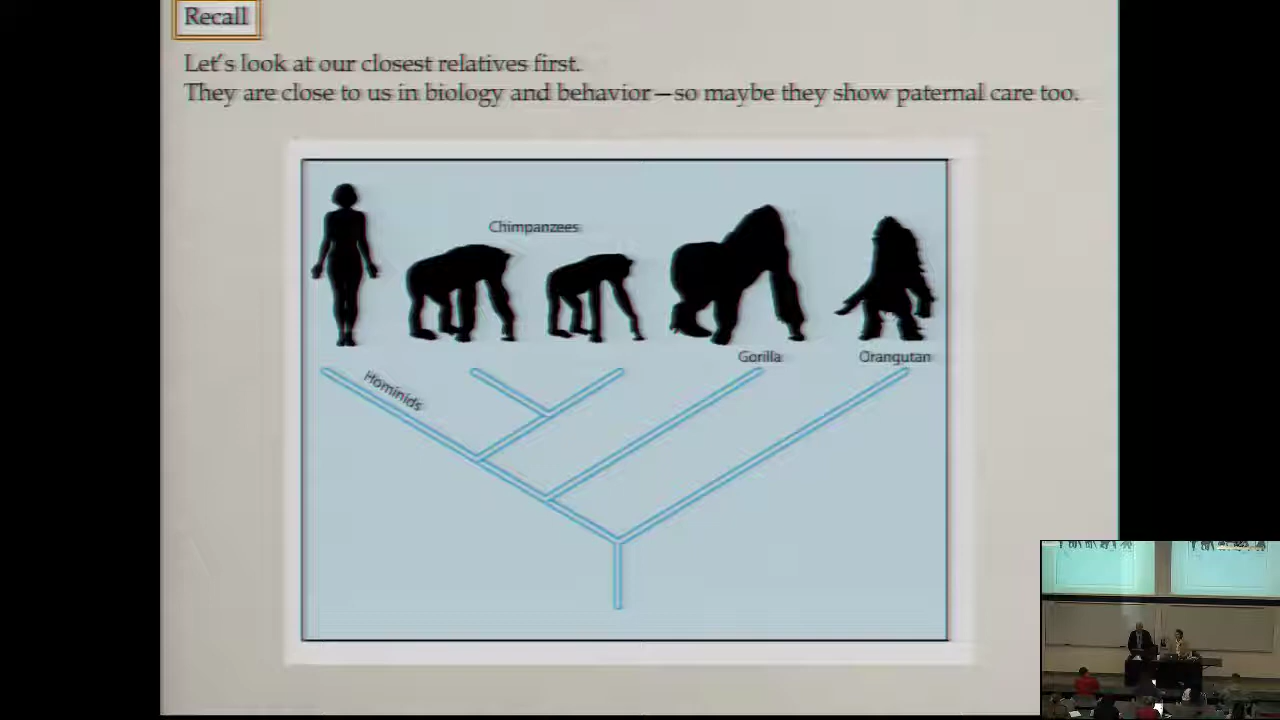 Recall
Let's look at our closest relatives first.
They are close to us in biology and behavior—so maybe they show paternal care too.
Chimpanzees
Gorilla
Orangutan
Hominids